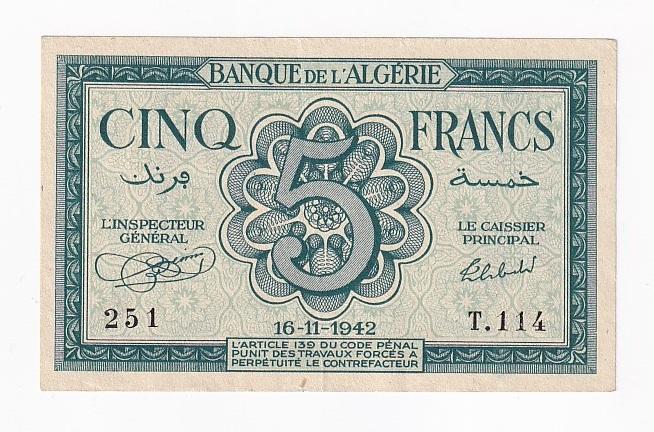 BANQUE DE L'ALGÉRIE
CINQ 5 FRANCS
خمسة فرنك
L'INSPECTEUR
GÉNÉRAL
LE CAISSIER
PRINCIPAL
251
T.114
16-11-1942
L'ARTICLE 139 DU CODE PÉNAL
PUNIT DES TRAVAUX FORCÉS A
PERPÉTUITÉ LE CONTREFACTEUR